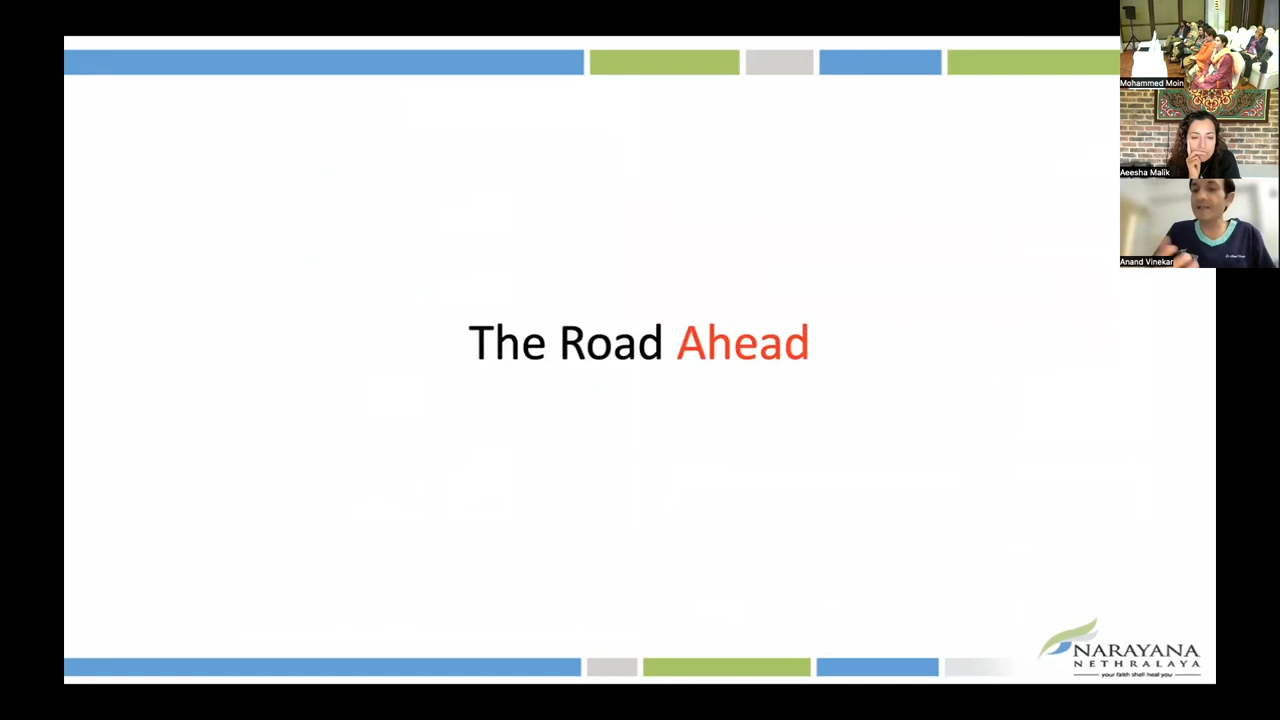 Mohammed Moin
Aeesha Malik
Anand Vinekar
The Road Ahead
NARAYANA
NETHRALAYA
your faith shall heal you